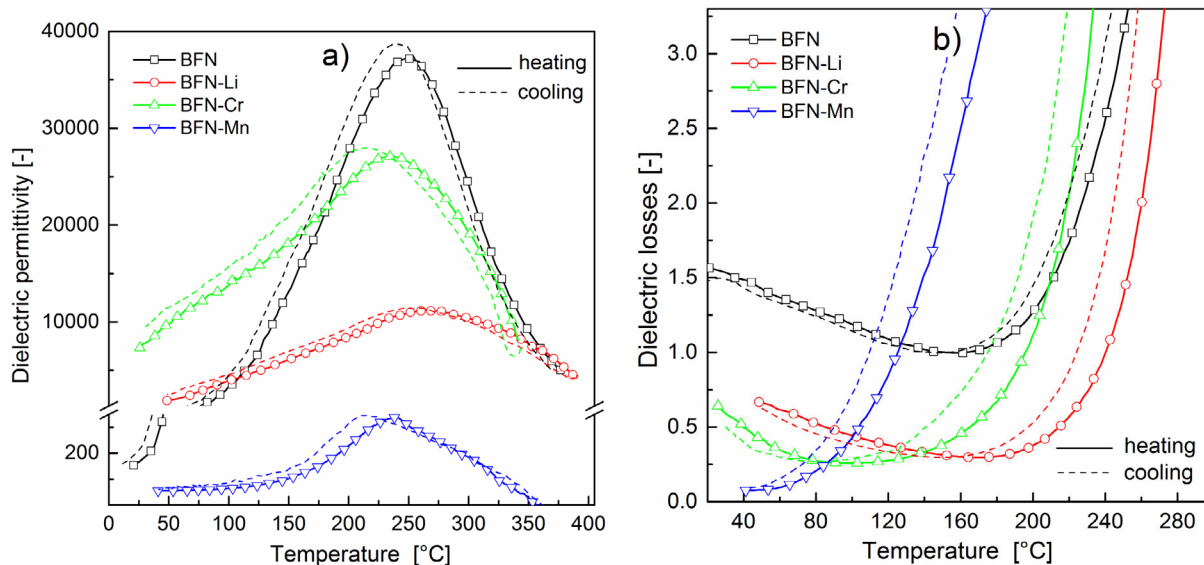 a)
BFN
BFN-Li
BFN-Cr
BFN-Mn
heating
cooling
Dielectric permittivity [-]
40000
30000
20000
10000
200
0 50 100 150 200 250 300 350 400
Temperature [°C]
b)
BFN
BFN-Li
BFN-Cr
BFN-Mn
Dielectric losses [-]
3.0
2.5
2.0
1.5
1.0
0.5
0.0
heating
cooling
40 80 120 160 200 240 280
Temperature [°C]